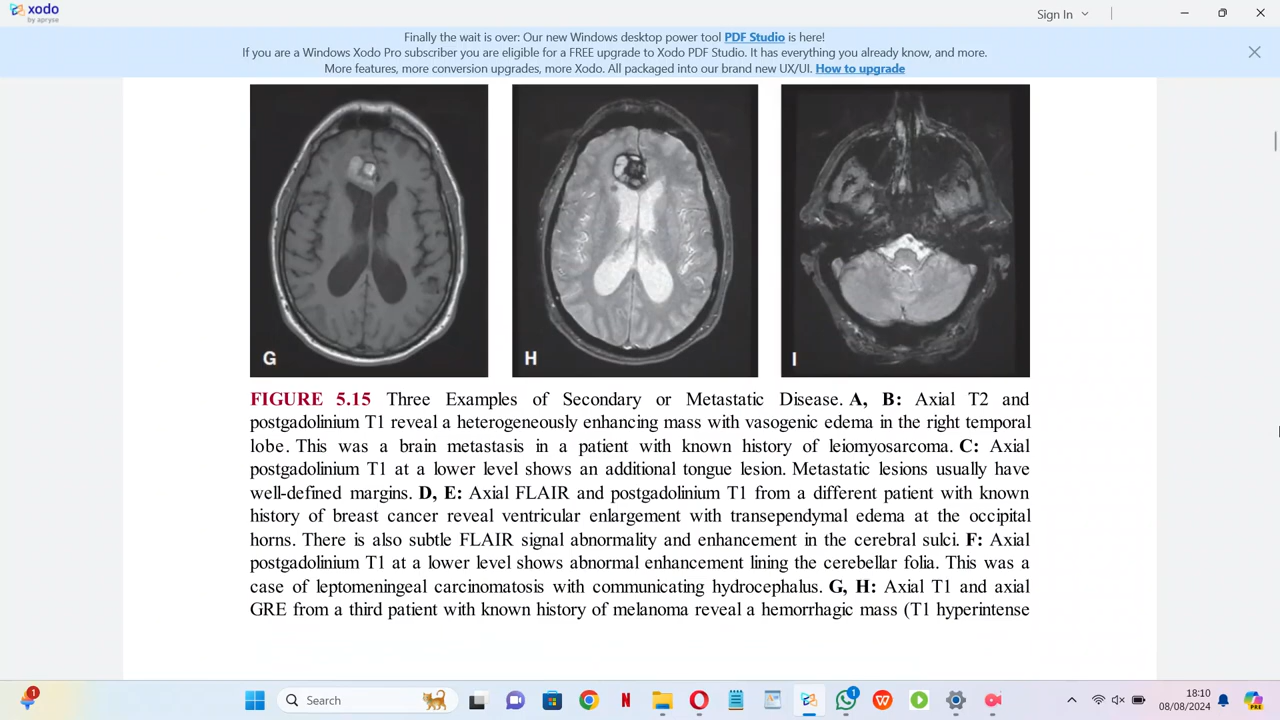 xodo
by apryse
Sign In
Finally the wait is over: Our new Windows desktop power tool PDF Studio is here!
If you are a Windows Xodo Pro subscriber you are eligible for a FREE upgrade to Xodo PDF Studio. It has everything you already know, and more.
More features, more conversion upgrades, more Xodo. All packaged into our brand new UX/UI. How to upgrade
G
H
I
FIGURE 5.15 Three Examples of Secondary or Metastatic Disease. A, B: Axial T2 and
postgadolinium T1 reveal a heterogeneously enhancing mass with vasogenic edema in the right temporal
lobe. This was a brain metastasis in a patient with known history of leiomyosarcoma. C: Axial
postgadolinium T1 at a lower level shows an additional tongue lesion. Metastatic lesions usually have
well-defined margins. D, E: Axial FLAIR and postgadolinium T1 from a different patient with known
history of breast cancer reveal ventricular enlargement with transependymal edema at the occipital
horns. There is also subtle FLAIR signal abnormality and enhancement in the cerebral sulci. F: Axial
postgadolinium T1 at a lower level shows abnormal enhancement lining the cerebellar folia. This was a
case of leptomeningeal carcinomatosis with communicating hydrocephalus. G, H: Axial T1 and axial
GRE from a third patient with known history of melanoma reveal a hemorrhagic mass (T1 hyperintense
1
Search
1
18:10
08/08/2024